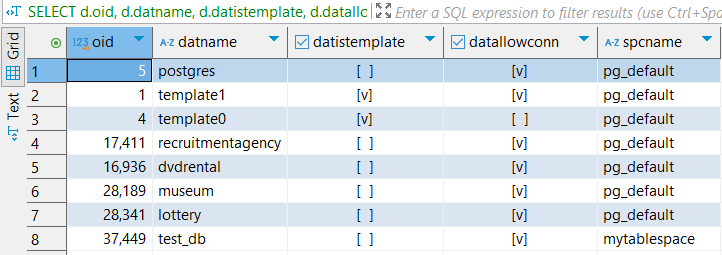 SELECT d.oid, d.datname, d.datistemplate, d.datallo Enter a SQL expression to filter results (use Ctrl+Spa
Grid
Text
123 oid A-Z datname datistemplate datallowconn A-Z spcname
1 5 postgres [ ] [v] pg_default
2 1 template1 [v] [v] pg_default
3 4 template0 [v] [ ] pg_default
4 17,411 recruitmentagency [ ] [v] pg_default
5 16,936 dvdrental [ ] [v] pg_default
6 28,189 museum [ ] [v] pg_default
7 28,341 lottery [ ] [v] pg_default
8 37,449 test_db [ ] [v] mytablespace